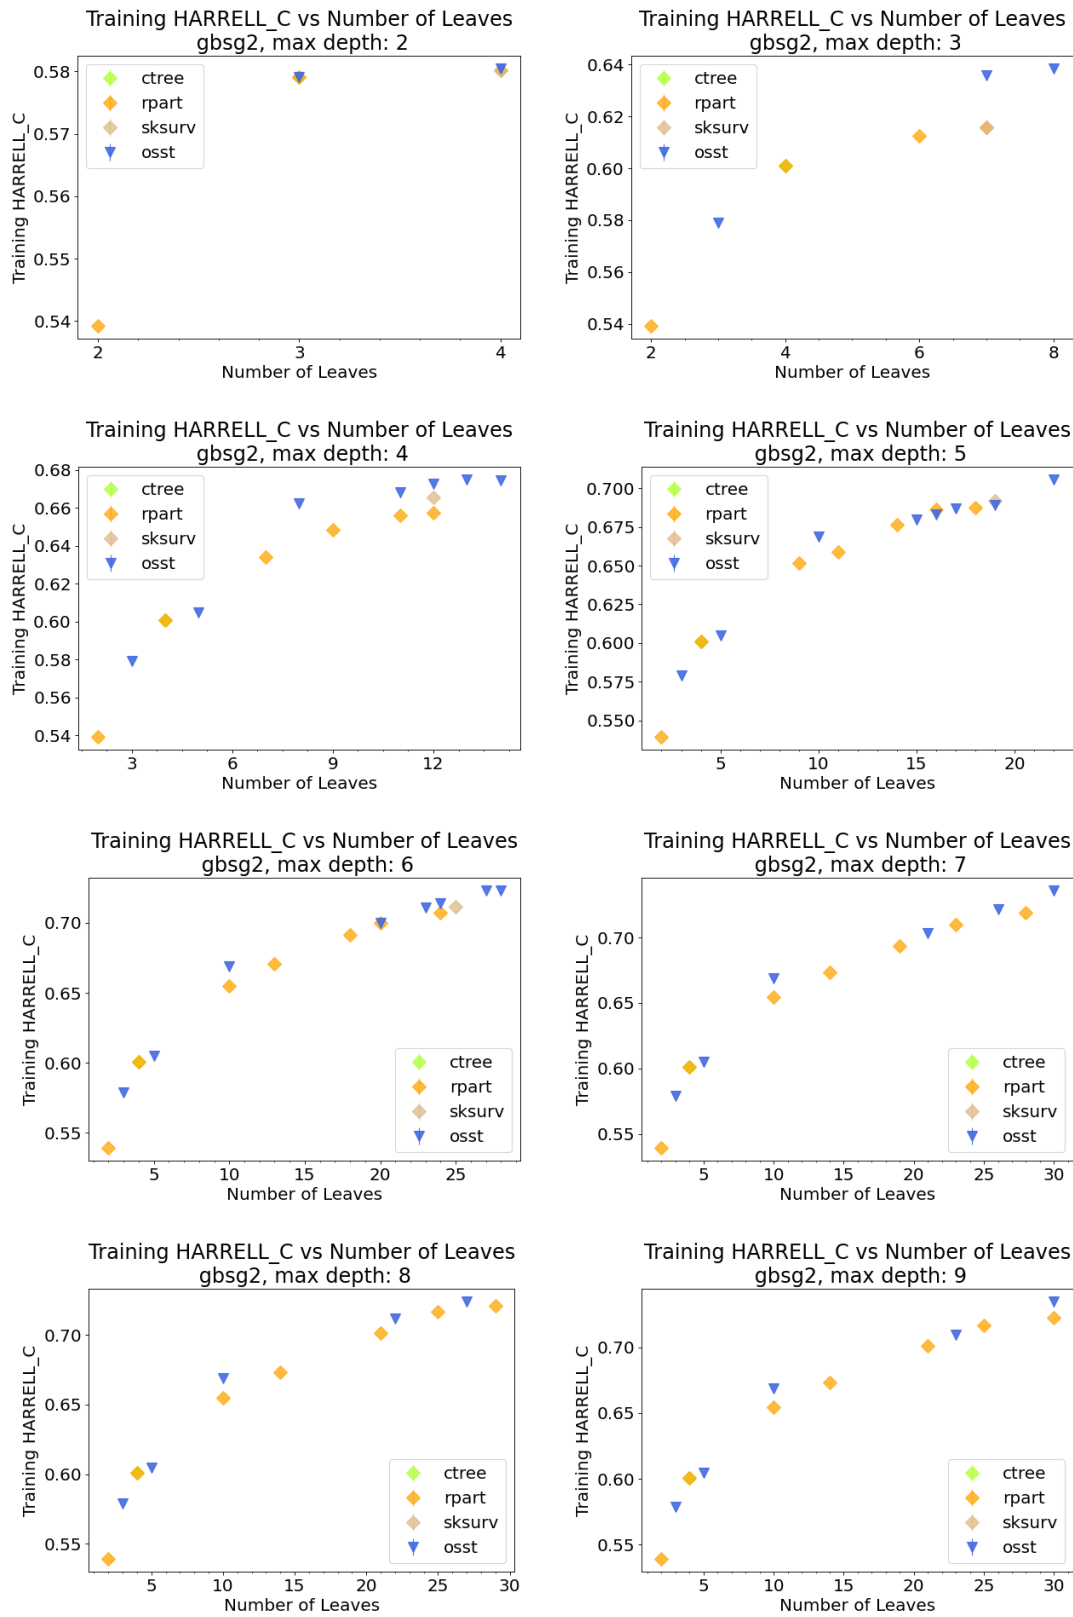 Training HARRELL_C vs Number of Leaves
gbsg2, max depth: 2
0.58
0.57
0.56
0.55
0.54
Training HARRELL_C
ctree
rpart
sksurv
osst
2
3
4
Number of Leaves
Training HARRELL_C vs Number of Leaves
gbsg2, max depth: 3
0.64
0.62
0.60
0.58
0.56
0.54
Training HARRELL_C
ctree
rpart
sksurv
osst
2
4
6
8
Number of Leaves
Training HARRELL_C vs Number of Leaves
gbsg2, max depth: 4
0.68
0.66
0.64
0.62
0.60
0.58
0.56
0.54
Training HARRELL_C
ctree
rpart
sksurv
osst
3
6
9
12
Number of Leaves
Training HARRELL_C vs Number of Leaves
gbsg2, max depth: 5
0.700
0.675
0.650
0.625
0.600
0.575
0.550
Training HARRELL_C
ctree
rpart
sksurv
osst
5
10
15
20
Number of Leaves
Training HARRELL_C vs Number of Leaves
gbsg2, max depth: 6
0.70
0.65
0.60
0.55
Training HARRELL_C
ctree
rpart
sksurv
osst
5
10
15
20
25
Number of Leaves
Training HARRELL_C vs Number of Leaves
gbsg2, max depth: 7
0.70
0.65
0.60
0.55
Training HARRELL_C
ctree
rpart
sksurv
osst
5
10
15
20
25
30
Number of Leaves
Training HARRELL_C vs Number of Leaves
gbsg2, max depth: 8
0.70
0.65
0.60
0.55
Training HARRELL_C
ctree
rpart
sksurv
osst
5
10
15
20
25
30
Number of Leaves
Training HARRELL_C vs Number of Leaves
gbsg2, max depth: 9
0.70
0.65
0.60
0.55
Training HARRELL_C
ctree
rpart
sksurv
osst
5
10
15
20
25
30
Number of Leaves